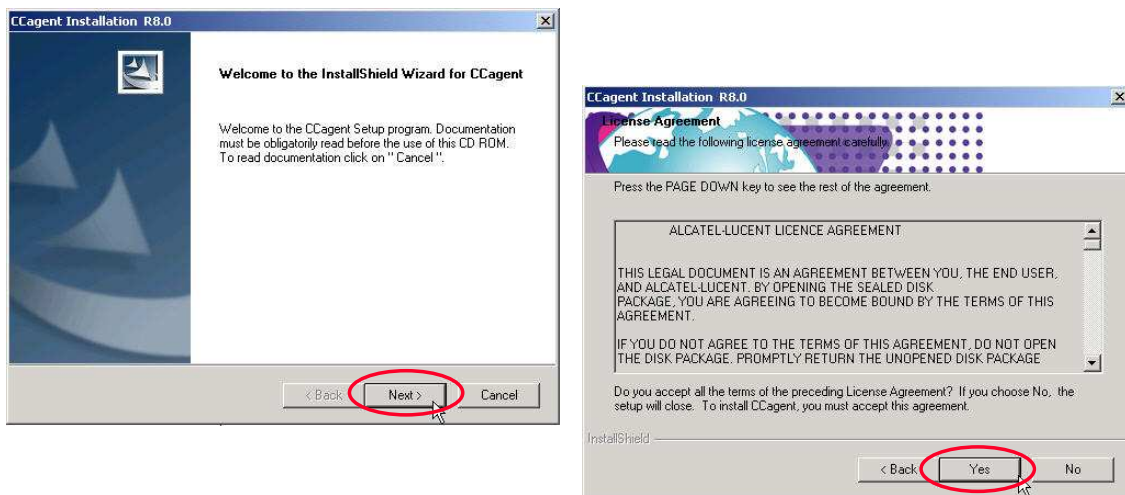 CCagent Installation R8.0
Welcome to the InstallShield Wizard for CCagent
Welcome to the CCagent Setup program. Documentation
must be obligatorily read before the use of this CD ROM.
To read documentation click on " Cancel ".
< Back
Next >
Cancel
CCagent Installation R8.0
License Agreement
Please read the following license agreement carefully.
Press the PAGE DOWN key to see the rest of the agreement.
ALCATEL-LUCENT LICENCE AGREEMENT
THIS LEGAL DOCUMENT IS AN AGREEMENT BETWEEN YOU, THE END USER,
AND ALCATEL-LUCENT. BY OPENING THE SEALED DISK
PACKAGE, YOU ARE AGREEING TO BECOME BOUND BY THE TERMS OF THIS
AGREEMENT.
IF YOU DO NOT AGREE TO THE TERMS OF THIS AGREEMENT, DO NOT OPEN
THE DISK PACKAGE. PROMPTLY RETURN THE UNOPENED DISK PACKAGE
Do you accept all the terms of the preceding License Agreement? If you choose No, the
setup will close. To install CCagent, you must accept this agreement.
InstallShield
< Back
Yes
No